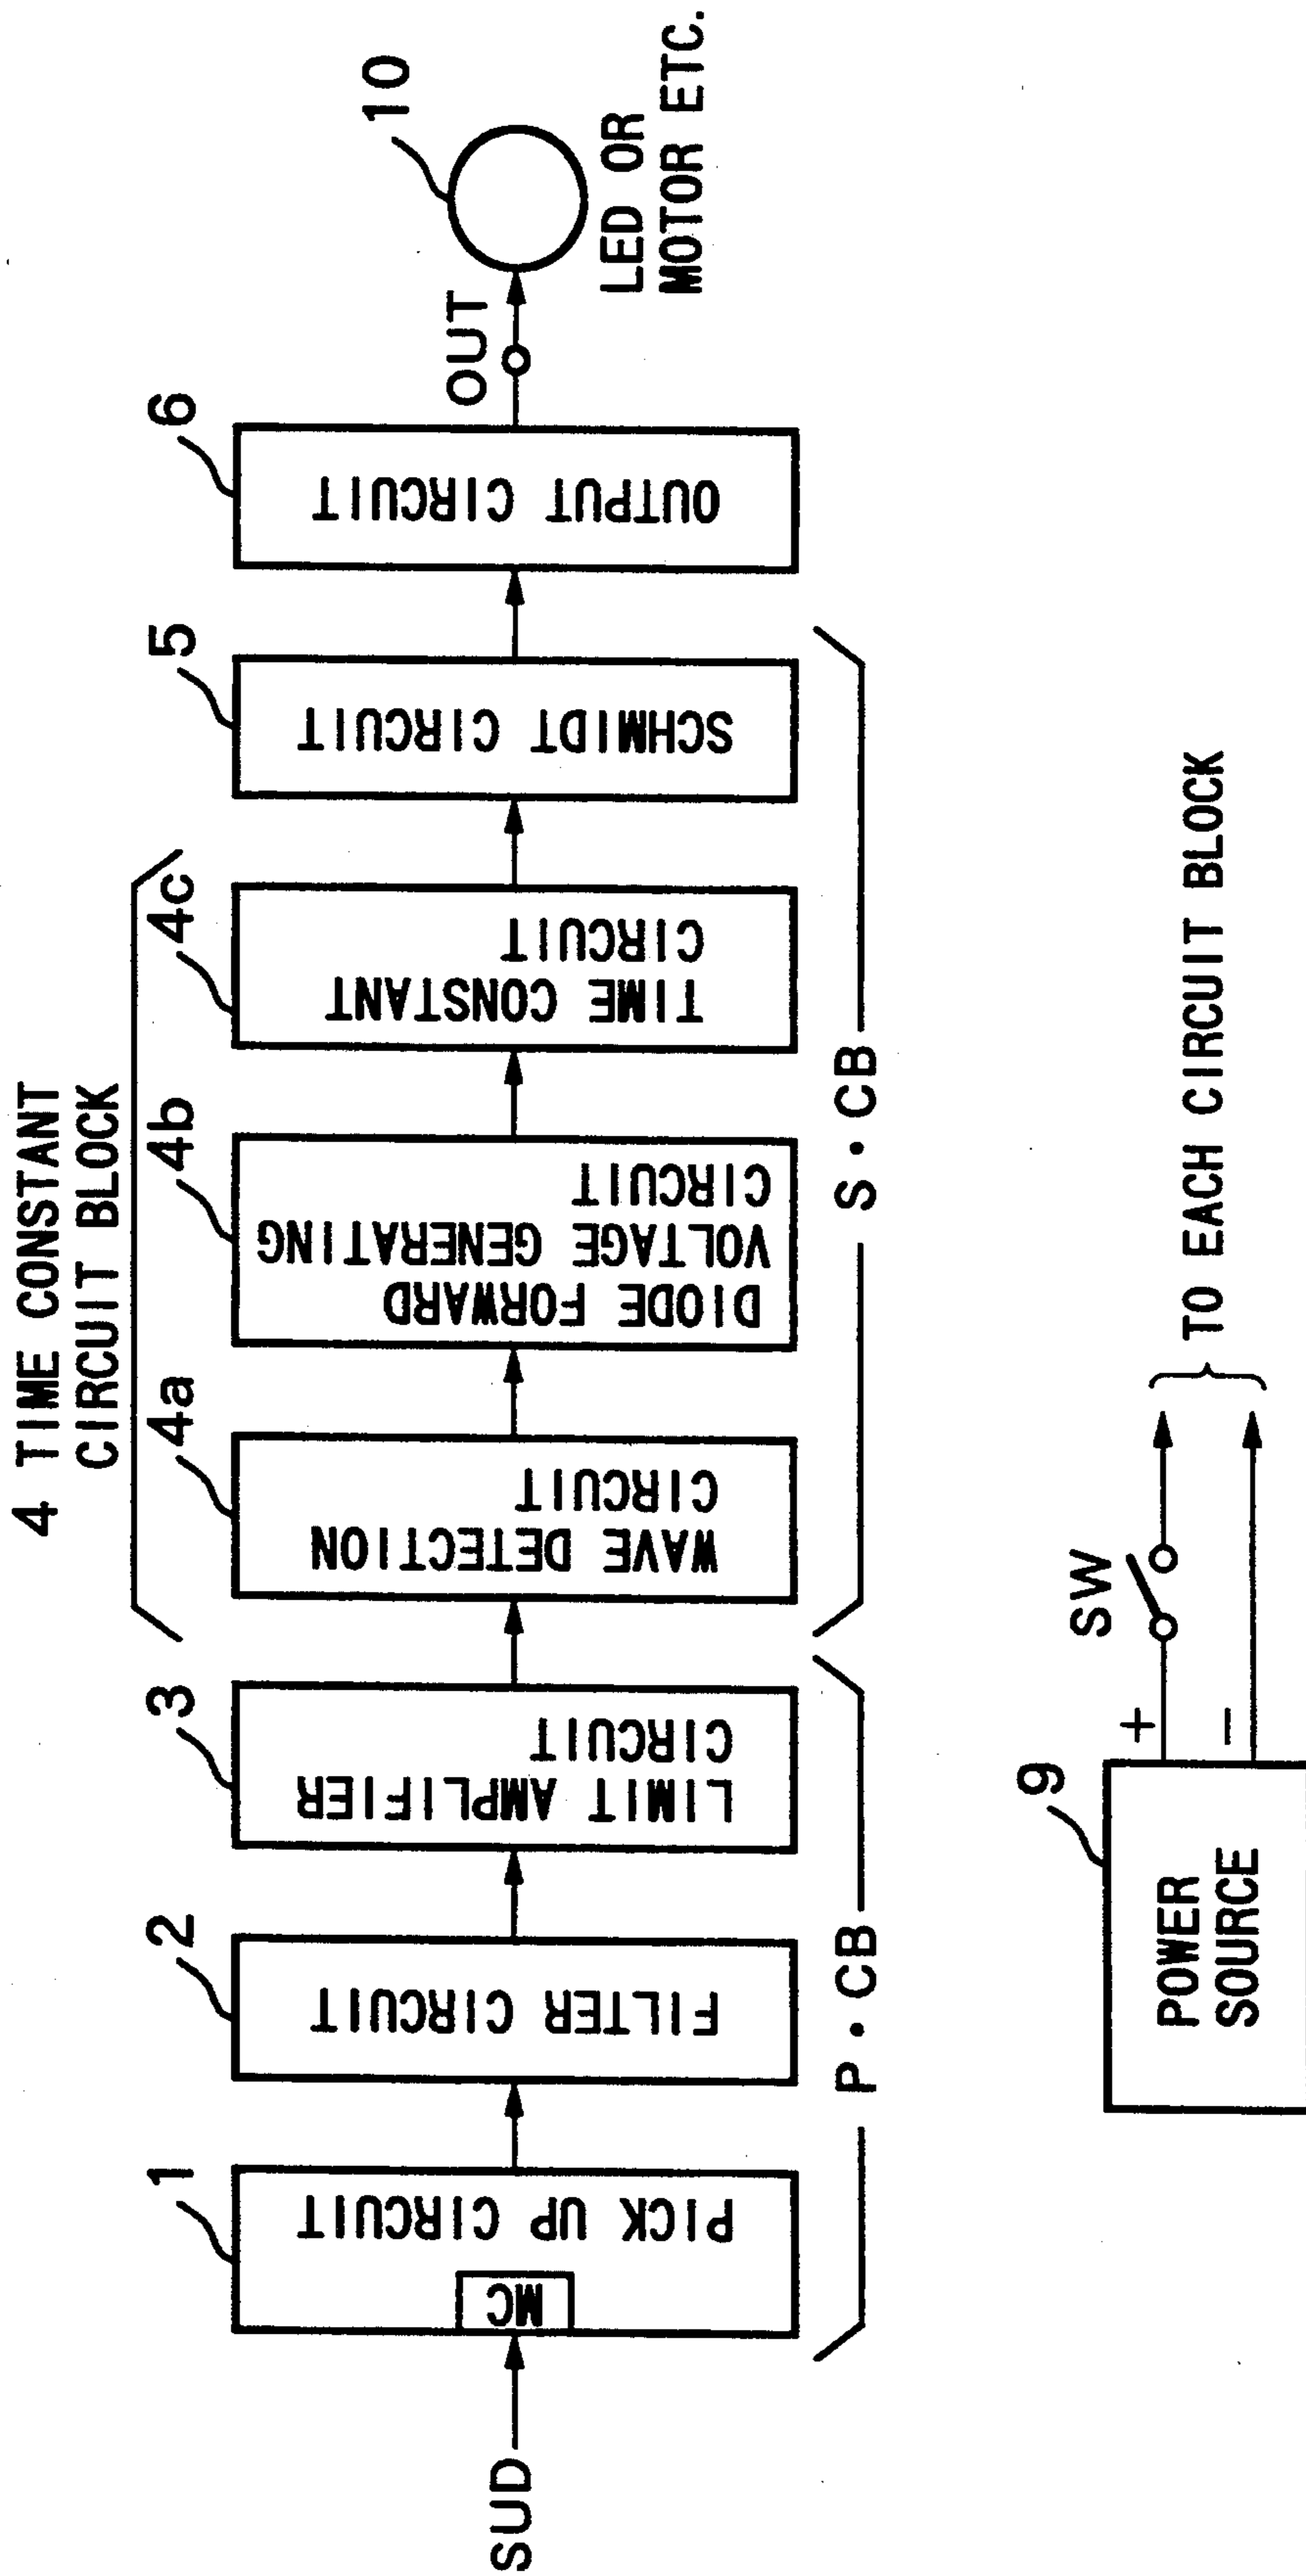 4 TIME CONSTANT
CIRCUIT BLOCK
1
2
3
4a
4b
4c
5
6
10
SUD
MC
PICK UP CIRCUIT
FILTER CIRCUIT
LIMIT AMPLIFIER
CIRCUIT
WAVE DETECTION
CIRCUIT
DIODE FORWARD
VOLTAGE GENERATING
CIRCUIT
TIME CONSTANT
CIRCUIT
SCHMIDT CIRCUIT
OUTPUT CIRCUIT
OUT
LED OR
MOTOR ETC.
P・CB
S・CB
9
POWER
SOURCE
+
−
SW
TO EACH CIRCUIT BLOCK